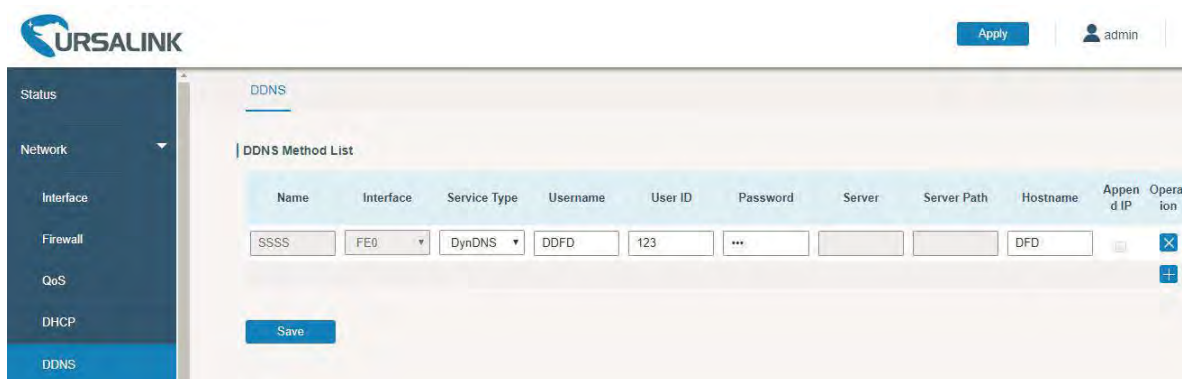 URSALINK
Apply
admin
Status
DDNS
Network
DDNS Method List
Interface
Name Interface Service Type Username User ID Password Server Server Path Hostname Appen d IP Opera ion
Firewall
SSSS FE0 DynDNS DDFD 123 ••• DFD
QoS
DHCP
Save
DDNS